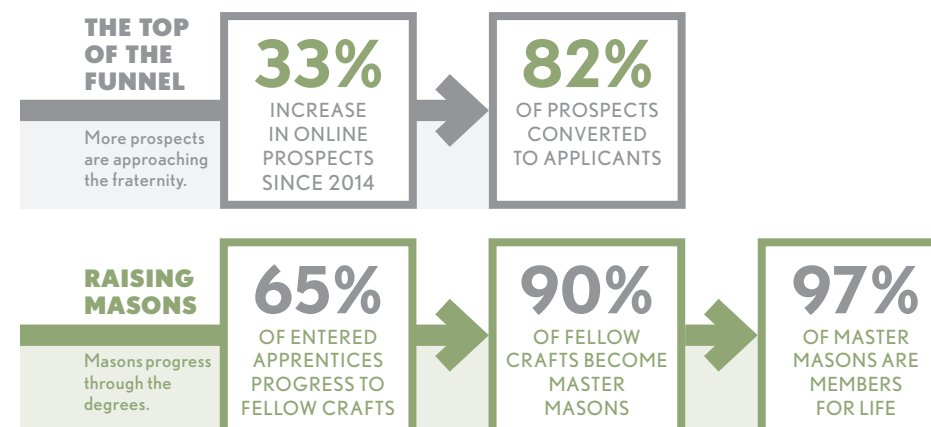 THE TOP
OF THE
FUNNEL
More prospects
are approaching
the fraternity.
33%
INCREASE
IN ONLINE
PROSPECTS
SINCE 2014
82%
OF PROSPECTS
CONVERTED
TO APPLICANTS
RAISING
MASONS
Masons progress
through the
degrees.
65%
OF ENTERED
APPRENTICES
PROGRESS TO
FELLOW CRAFTS
90%
OF FELLOW
CRAFTS BECOME
MASTER
MASONS
97%
OF MASTER
MASONS ARE
MEMBERS
FOR LIFE